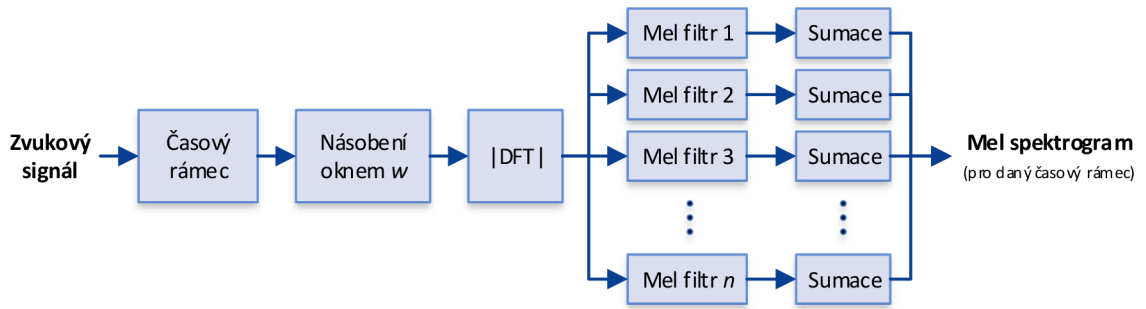 Zvukový
signál
Časový
rámec
Násobení
oknem w
|DFT|
Mel filtr 1
Sumace
Mel filtr 2
Sumace
Mel filtr 3
Sumace
Mel filtr n
Sumace
Mel spektrogram
(pro daný časový rámec)